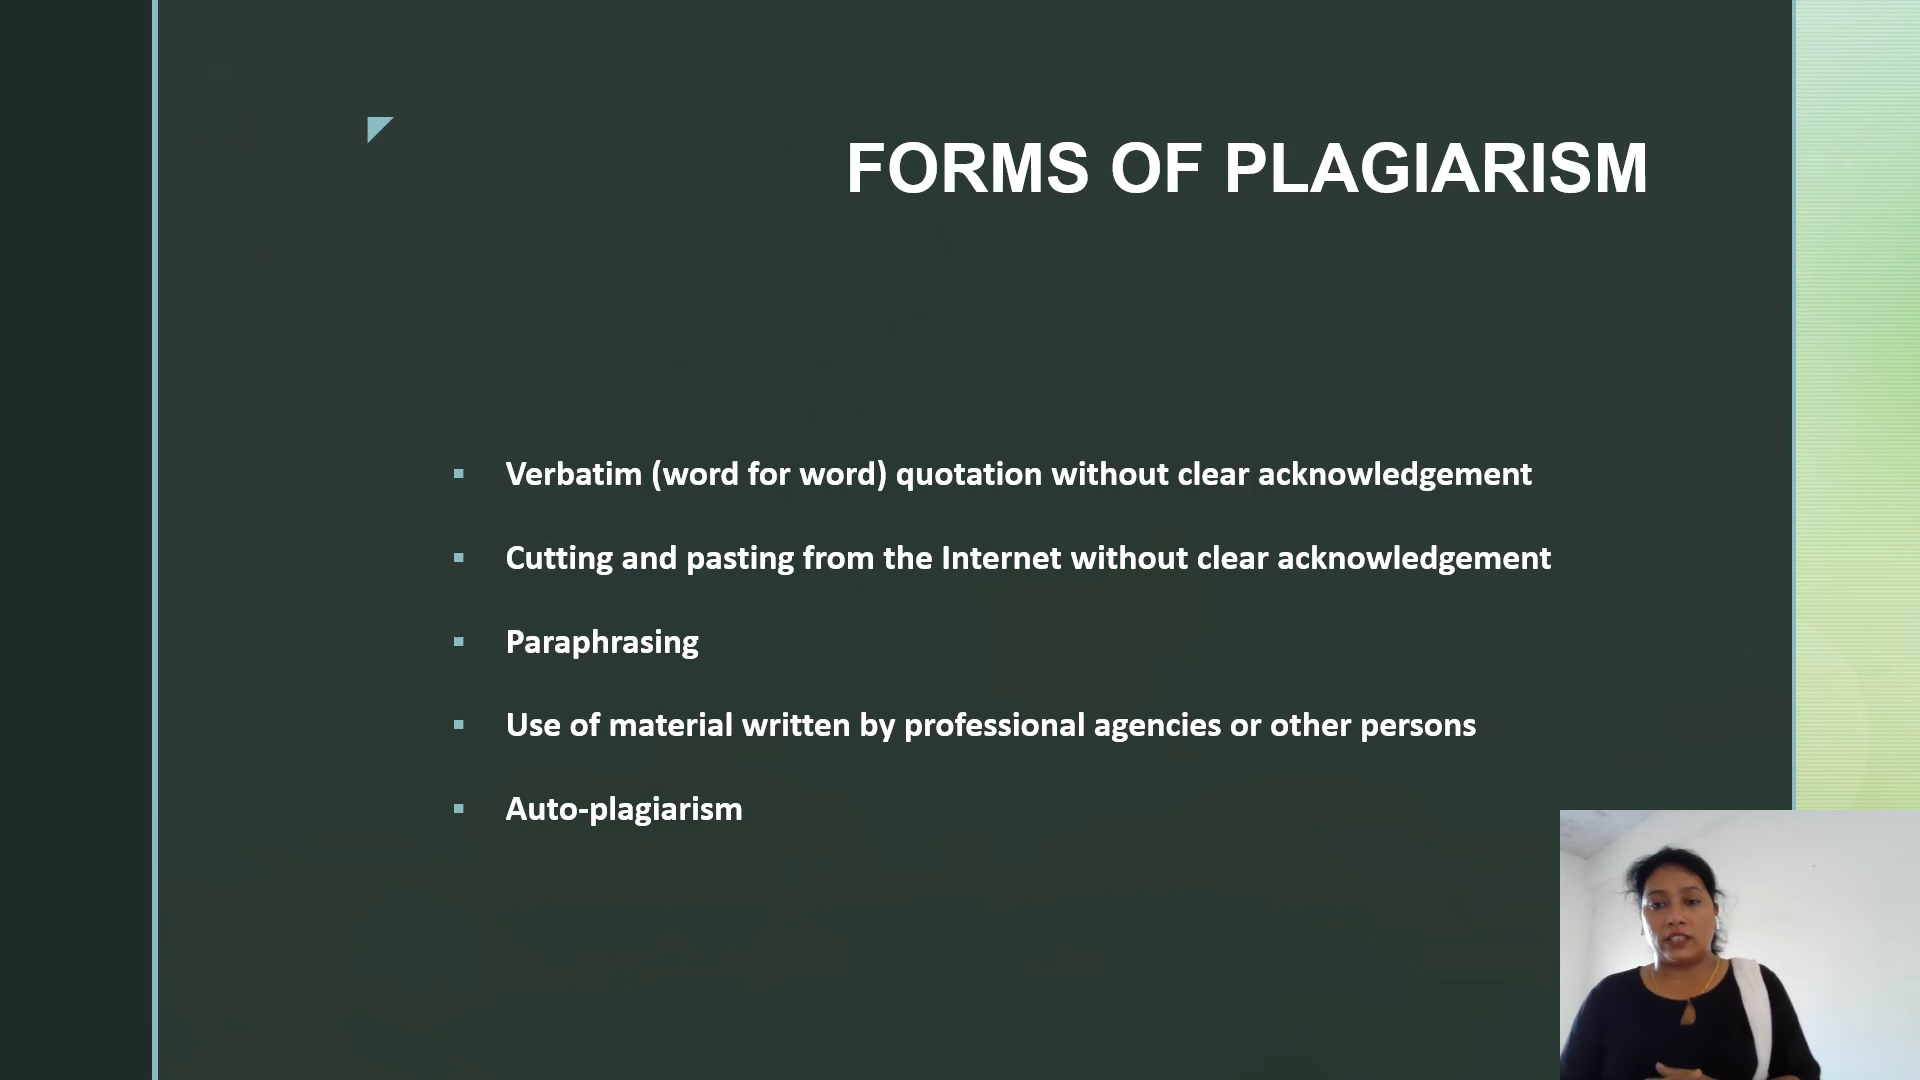 FORMS OF PLAGIARISM
Verbatim (word for word) quotation without clear acknowledgement
Cutting and pasting from the Internet without clear acknowledgement
Paraphrasing
Use of material written by professional agencies or other persons
Auto-plagiarism